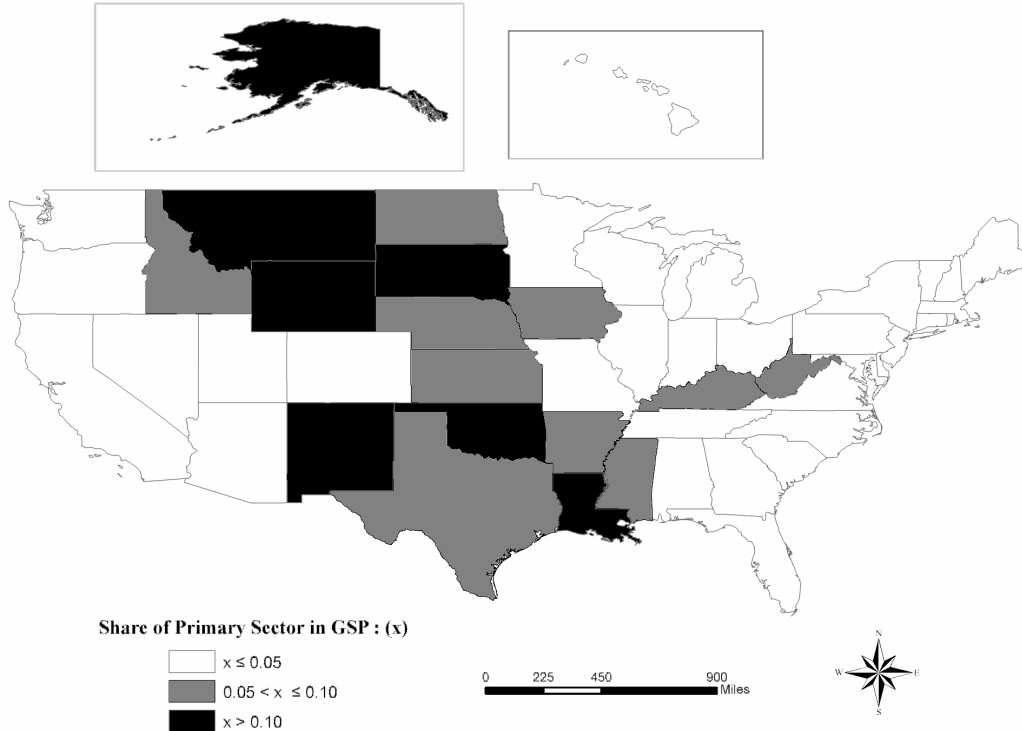 Share of Primary Sector in GSP : (x)
x ≤ 0.05
0.05 < x ≤ 0.10
x > 0.10
0 225 450 900
Miles
N
W E
S